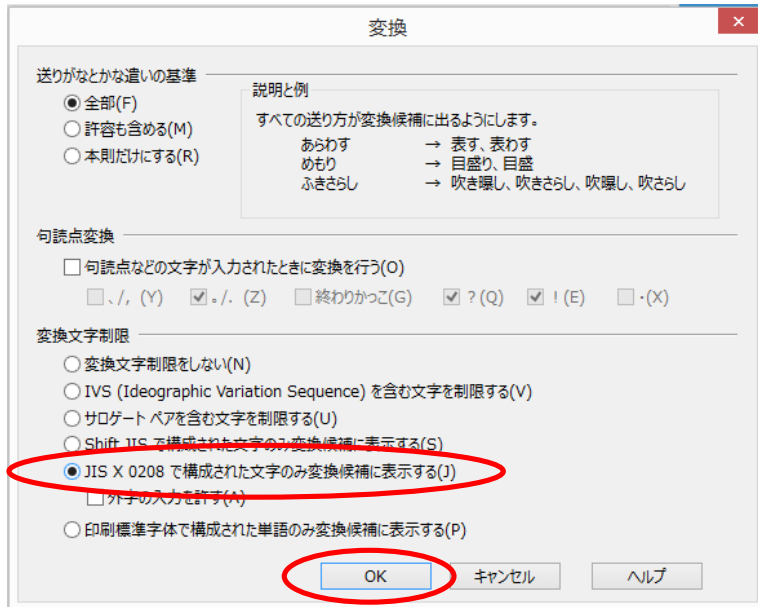 変換
×
送りがなとかな遣いの基準
全部(F)
許容も含める(M)
本則だけにする(R)
説明と例
すべての送り方が変換候補に出るようにします。
あらわす → 表す、表わす
めもり → 目盛り、目盛
ふきさらし → 吹き曝し、吹きさらし、吹曝し、吹さらし
句読点変換
句読点などの文字が入力されたときに変換を行う(O)
、/, (Y) 。/. (Z) 終わりかっこ(G) ? (Q) ! (E) ・(X)
変換文字制限
変換文字制限をしない(N)
IVS (Ideographic Variation Sequence) を含む文字を制限する(V)
サロゲート ペアを含む文字を制限する(U)
Shift JIS で構成された文字のみ変換候補に表示する(S)
JIS X 0208 で構成された文字のみ変換候補に表示する(J)
外字の入力を許す(A)
印刷標準字体で構成された単語のみ変換候補に表示する(P)
OK キャンセル ヘルプ